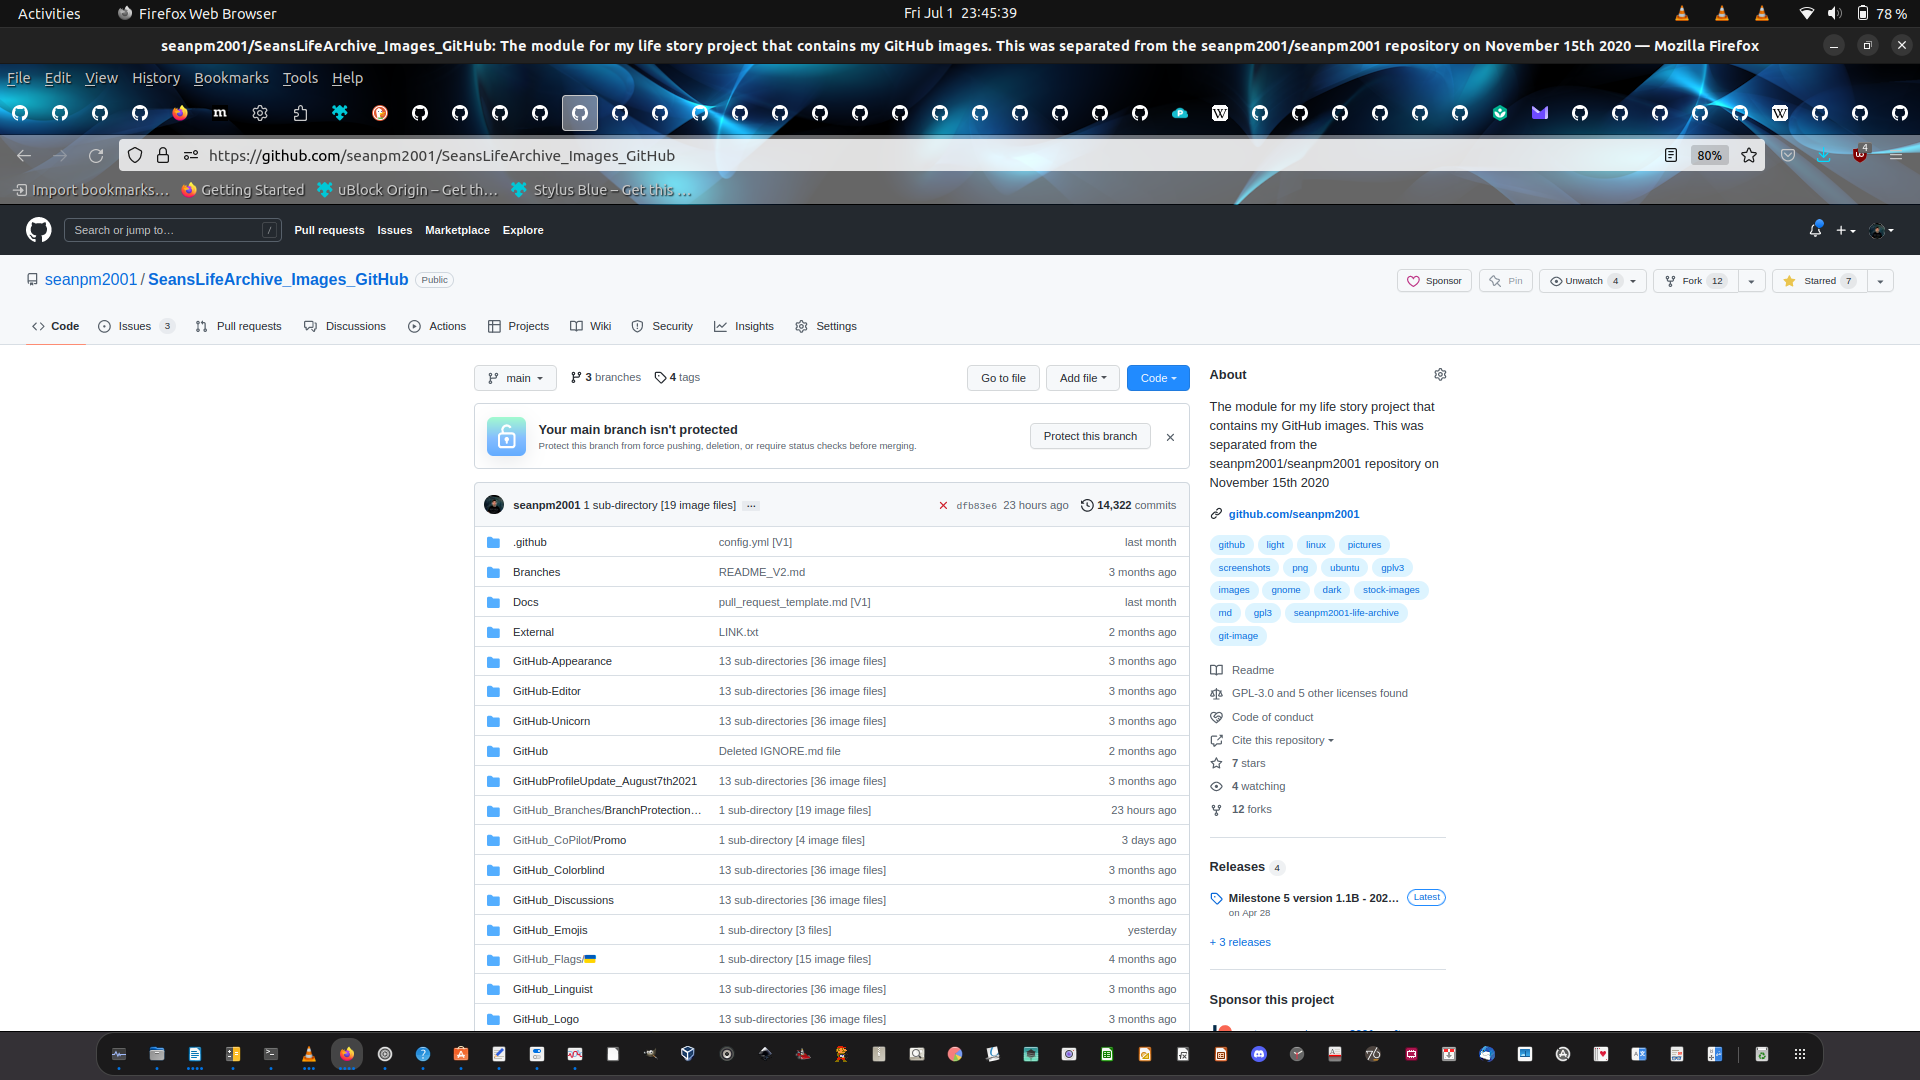 Activities Firefox Web Browser Fri Jul 1 23:45:39 78 %
seanpm2001/SeansLifeArchive_Images_GitHub: The module for my life story project that contains my GitHub images. This was separated from the seanpm2001/seanpm2001 repository on November 15th 2020 — Mozilla Firefox
File Edit View History Bookmarks Tools Help
https://github.com/seanpm2001/SeansLifeArchive_Images_GitHub 80% 4
Import bookmarks… Getting Started uBlock Origin – Get th… Stylus Blue – Get this …
Search or jump to… / Pull requests Issues Marketplace Explore
seanpm2001 / SeansLifeArchive_Images_GitHub Public Sponsor Pin Unwatch 4 Fork 12 Starred 7
Code Issues 3 Pull requests Discussions Actions Projects Wiki Security Insights Settings
main 3 branches 4 tags Go to file Add file Code
Your main branch isn't protected
Protect this branch from force pushing, deletion, or require status checks before merging.
Protect this branch
seanpm2001 1 sub-directory [19 image files] … dfb83e6 23 hours ago 14,322 commits
.github config.yml [V1] last month
Branches README_V2.md 3 months ago
Docs pull_request_template.md [V1] last month
External LINK.txt 2 months ago
GitHub-Appearance 13 sub-directories [36 image files] 3 months ago
GitHub-Editor 13 sub-directories [36 image files] 3 months ago
GitHub-Unicorn 13 sub-directories [36 image files] 3 months ago
GitHub Deleted IGNORE.md file 2 months ago
GitHubProfileUpdate_August7th2021 13 sub-directories [36 image files] 3 months ago
GitHub_Branches/BranchProtection… 1 sub-directory [19 image files] 23 hours ago
GitHub_CoPilot/Promo 1 sub-directory [4 image files] 3 days ago
GitHub_Colorblind 13 sub-directories [36 image files] 3 months ago
GitHub_Discussions 13 sub-directories [36 image files] 3 months ago
GitHub_Emojis 1 sub-directory [3 files] yesterday
GitHub_Flags/ 1 sub-directory [15 image files] 4 months ago
GitHub_Linguist 13 sub-directories [36 image files] 3 months ago
GitHub_Logo 13 sub-directories [36 image files] 3 months ago
About
The module for my life story project that
contains my GitHub images. This was
separated from the
seanpm2001/seanpm2001 repository on
November 15th 2020
github.com/seanpm2001
github light linux pictures
screenshots png ubuntu gplv3
images gnome dark stock-images
md gpl3 seanpm2001-life-archive
git-image
Readme
GPL-3.0 and 5 other licenses found
Code of conduct
Cite this repository
7 stars
4 watching
12 forks
Releases 4
Milestone 5 version 1.1B - 202… Latest
on Apr 28
+ 3 releases
Sponsor this project